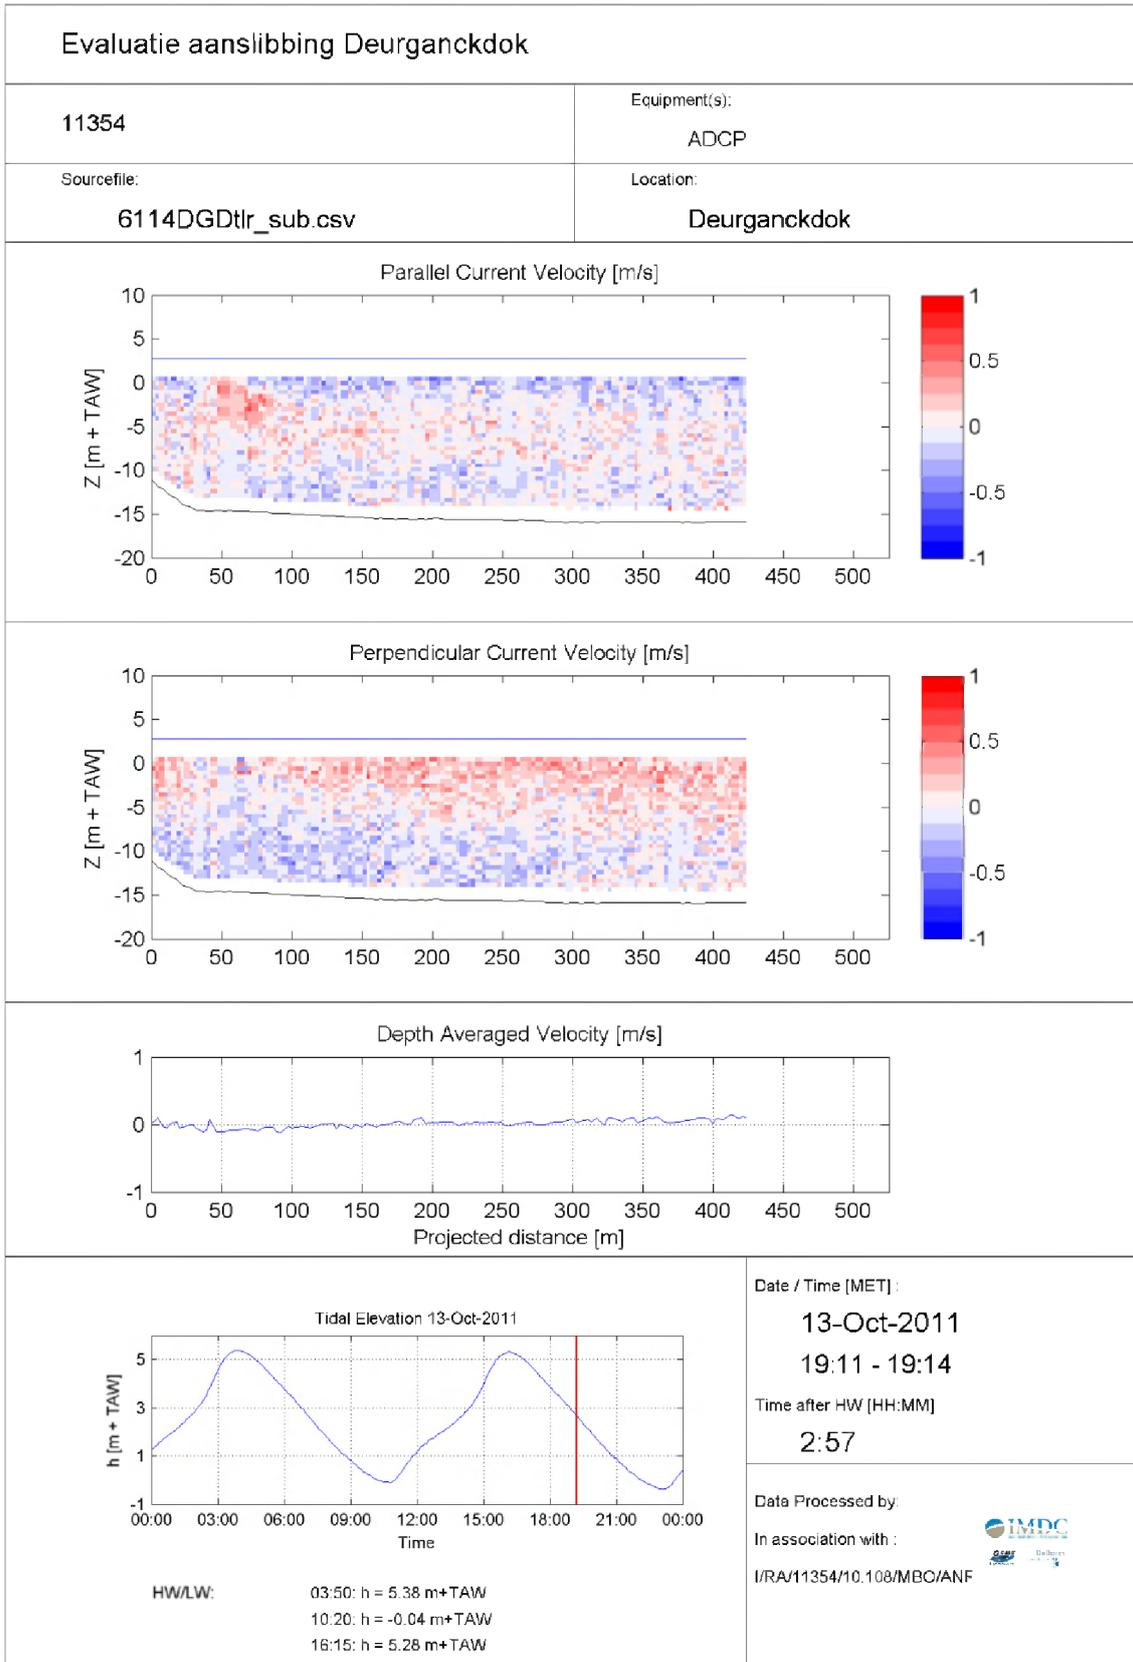 Evaluatie aanslibbing Deurganckdok
11354
Equipment(s):
ADCP
Sourcefile:
6114DGDtlr_sub.csv
Location:
Deurganckdok
Parallel Current Velocity [m/s]
10
5
0
-5
-10
-15
-20
Z [m + TAW]
0 50 100 150 200 250 300 350 400 450 500
1
0.5
0
-0.5
-1
Perpendicular Current Velocity [m/s]
10
5
0
-5
-10
-15
-20
Z [m + TAW]
0 50 100 150 200 250 300 350 400 450 500
1
0.5
0
-0.5
-1
Depth Averaged Velocity [m/s]
1
0
-1
0 50 100 150 200 250 300 350 400 450 500
Projected distance [m]
Tidal Elevation 13-Oct-2011
5
3
1
-1
h [m + TAW]
00:00 03:00 06:00 09:00 12:00 15:00 18:00 21:00 00:00
Time
HW/LW:
03:50: h = 5.38 m+TAW
10:20: h = -0.04 m+TAW
16:15: h = 5.28 m+TAW
Date / Time [MET] :
13-Oct-2011
19:11 - 19:14
Time after HW [HH:MM]
2:57
Data Processed by:
IMDC
In association with :
I/RA/11354/10.108/MBO/ANF